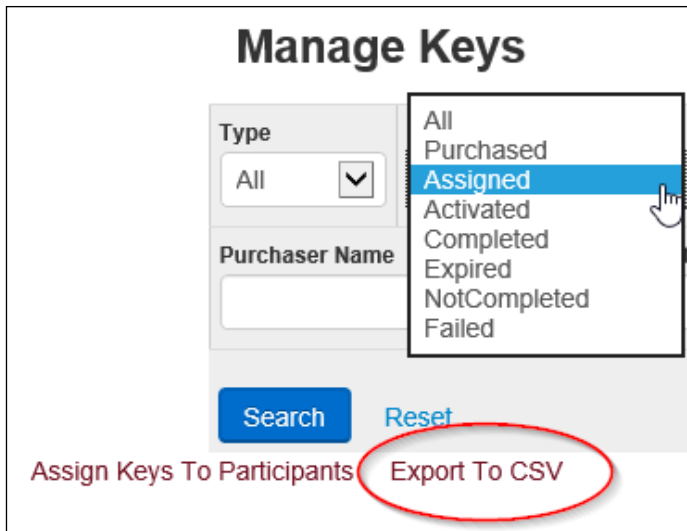 Manage Keys
Type
All
All
Purchased
Assigned
Activated
Completed
Expired
NotCompleted
Failed
Purchaser Name
Search Reset
Assign Keys To Participants Export To CSV